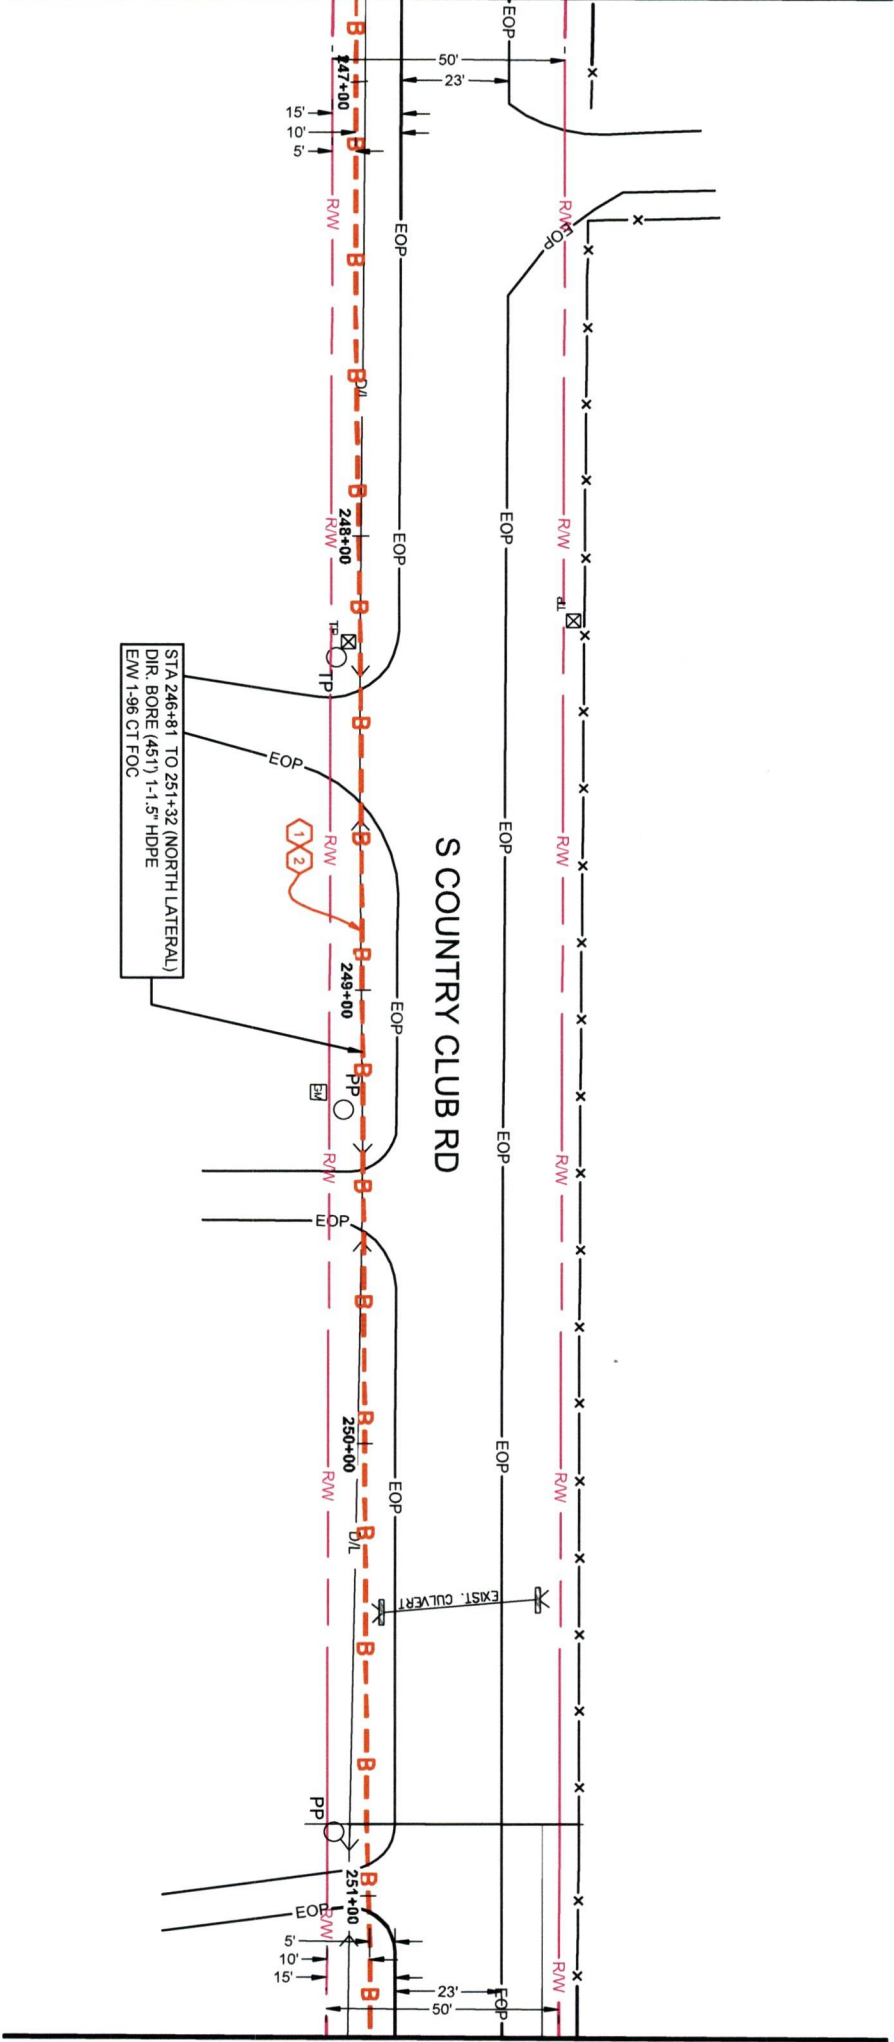 EOP
B
50'
23'
247+00
15'
10'
5'
B
R/W
EOP
R/W
EOP
B
B
D/L
B
248+00
R/W
EOP
EOP
R/W
B
TP
TP
TP
B
STA 246+81 TO 251+32 (NORTH LATERAL)
DIR. BORE (451') 1-1.5" HDPE
E/W 1-96 CT FOC
EOP
1
2
R/W
B
EOP
R/W
S COUNTRY CLUB RD
B
249+00
EOP
B
PP
GM
R/W
B
EOP
R/W
EOP
B
B
250+00
R/W
EOP
EOP
R/W
B
D/L
EXIST. CULVERT
B
B
PP
B
251+00
EOP
R/W
5'
10'
15'
B
23'
50'
EOP
R/W